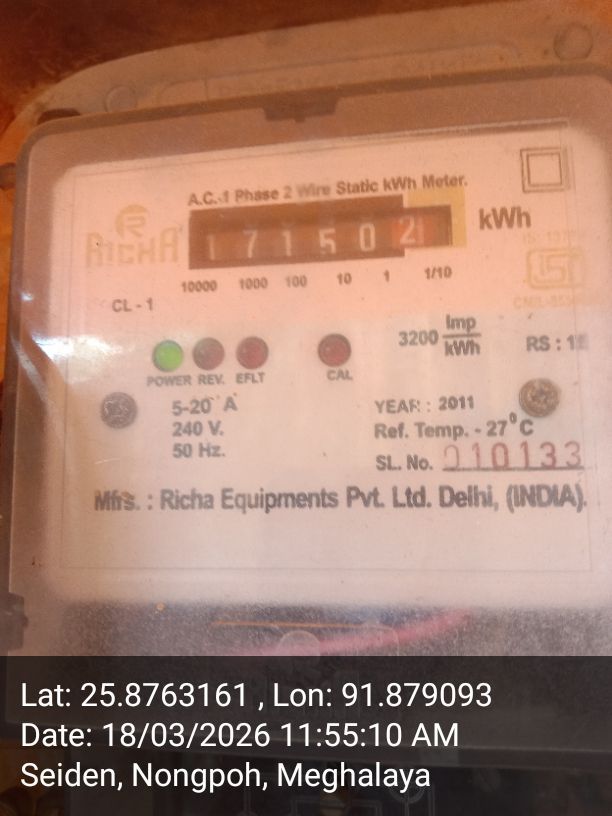 A.C.-1 Phase 2 Wire Static kWh Meter.
RICHA
1 7 1 5 0 2 kWh
10000 1000 100 10 1 1/10
CL - 1
3200 Imp
kWh
RS :
POWER REV. EFLT CAL
5-20 A
240 V.
50 Hz.
YEAR : 2011
Ref. Temp. - 27°C
SL. No. 010133
Mfrs. : Richa Equipments Pvt. Ltd. Delhi, (INDIA).
Lat: 25.8763161 , Lon: 91.879093
Date: 18/03/2026 11:55:10 AM
Seiden, Nongpoh, Meghalaya